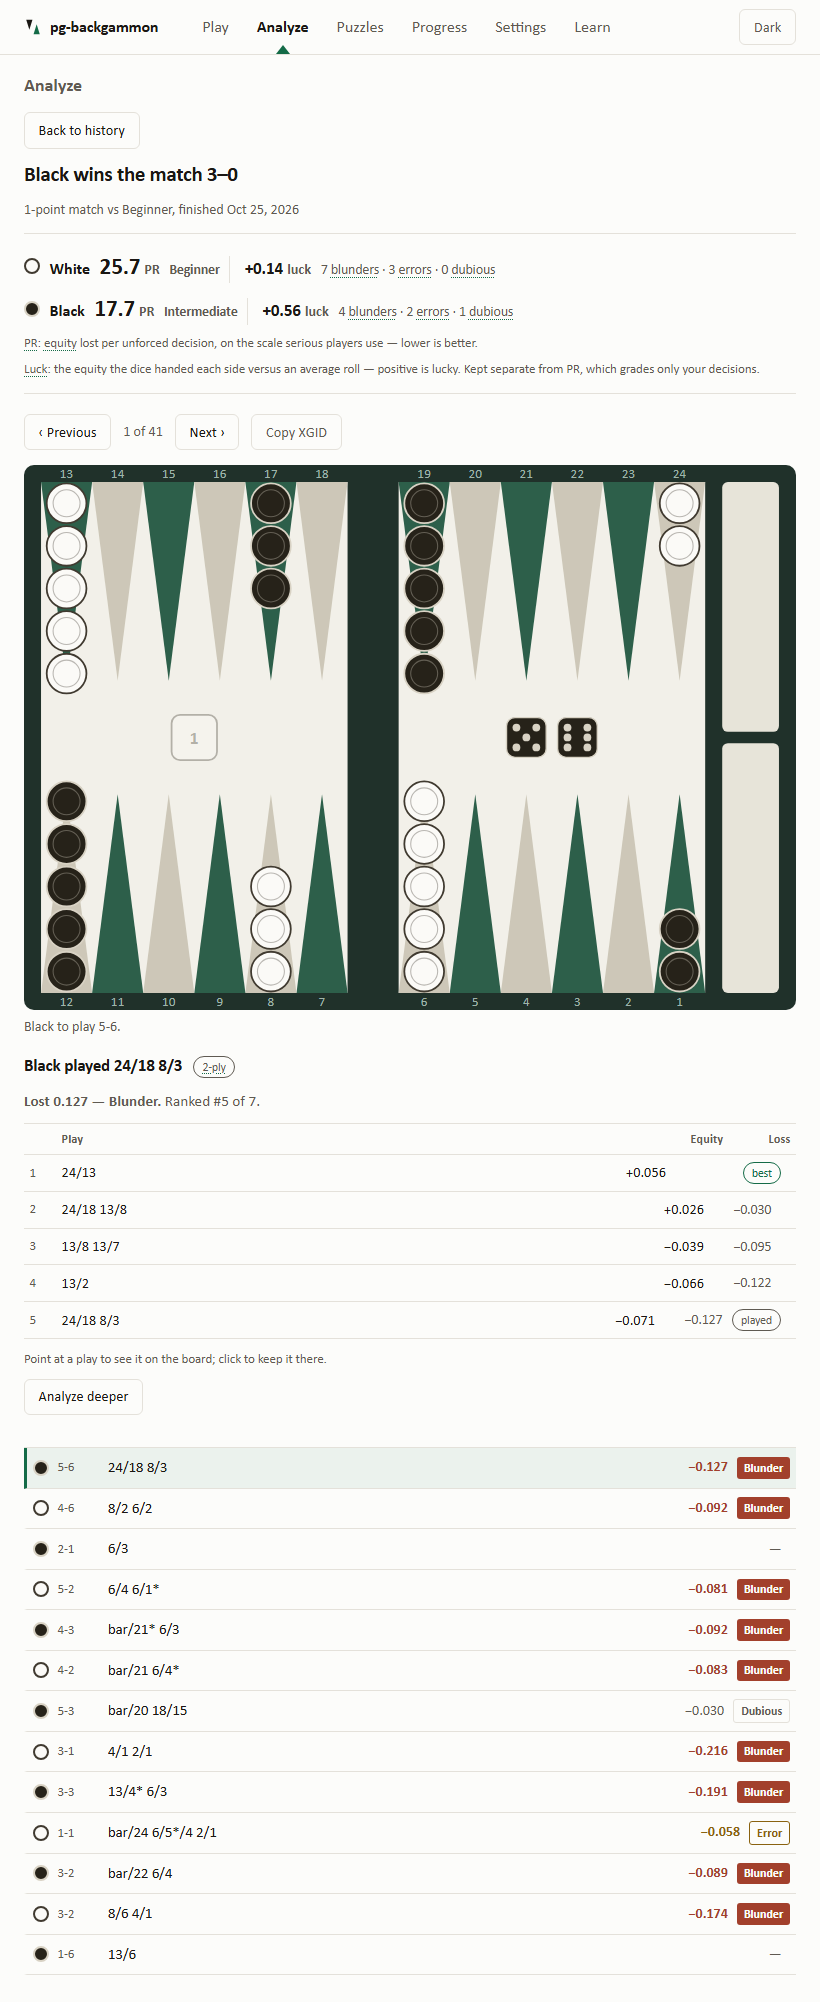 pg-backgammon Play Analyze Puzzles Progress Settings Learn Dark
Analyze
Back to history
Black wins the match 3–0
1-point match vs Beginner, finished Oct 25, 2026
White 25.7 PR Beginner +0.14 luck 7 blunders · 3 errors · 0 dubious
Black 17.7 PR Intermediate +0.56 luck 4 blunders · 2 errors · 1 dubious
PR: equity lost per unforced decision, on the scale serious players use — lower is better.
Luck: the equity the dice handed each side versus an average roll — positive is lucky. Kept separate from PR, which grades only your decisions.
‹ Previous 1 of 41 Next › Copy XGID
13 14 15 16 17 18 19 20 21 22 23 24
1
12 11 10 9 8 7 6 5 4 3 2 1
Black to play 5-6.
Black played 24/18 8/3 2-ply
Lost 0.127 — Blunder. Ranked #5 of 7.
Play Equity Loss
1 24/13 +0.056 best
2 24/18 13/8 +0.026 −0.030
3 13/8 13/7 −0.039 −0.095
4 13/2 −0.066 −0.122
5 24/18 8/3 −0.071 −0.127 played
Point at a play to see it on the board; click to keep it there.
Analyze deeper
5-6 24/18 8/3 −0.127 Blunder
4-6 8/2 6/2 −0.092 Blunder
2-1 6/3 —
5-2 6/4 6/1* −0.081 Blunder
4-3 bar/21* 6/3 −0.092 Blunder
4-2 bar/21 6/4* −0.083 Blunder
5-3 bar/20 18/15 −0.030 Dubious
3-1 4/1 2/1 −0.216 Blunder
3-3 13/4* 6/3 −0.191 Blunder
1-1 bar/24 6/5*/4 2/1 −0.058 Error
3-2 bar/22 6/4 −0.089 Blunder
3-2 8/6 4/1 −0.174 Blunder
1-6 13/6 —